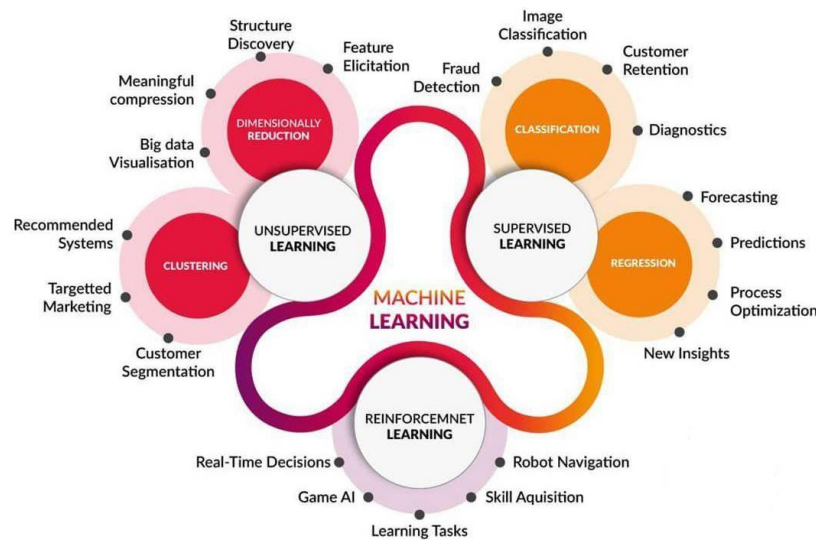 Structure
Discovery
Feature
Elicitation
Meaningful
compression
Big data
Visualisation
DIMENSIONALLY
REDUCTION
Recommended
Systems
Targetted
Marketing
Customer
Segmentation
CLUSTERING
UNSUPERVISED
LEARNING
Image
Classification
Fraud
Detection
Customer
Retention
Diagnostics
CLASSIFICATION
SUPERVISED
LEARNING
Forecasting
Predictions
Process
Optimization
New Insights
REGRESSION
MACHINE
LEARNING
REINFORCEMNET
LEARNING
Real-Time Decisions
Game AI
Learning Tasks
Skill Aquisition
Robot Navigation